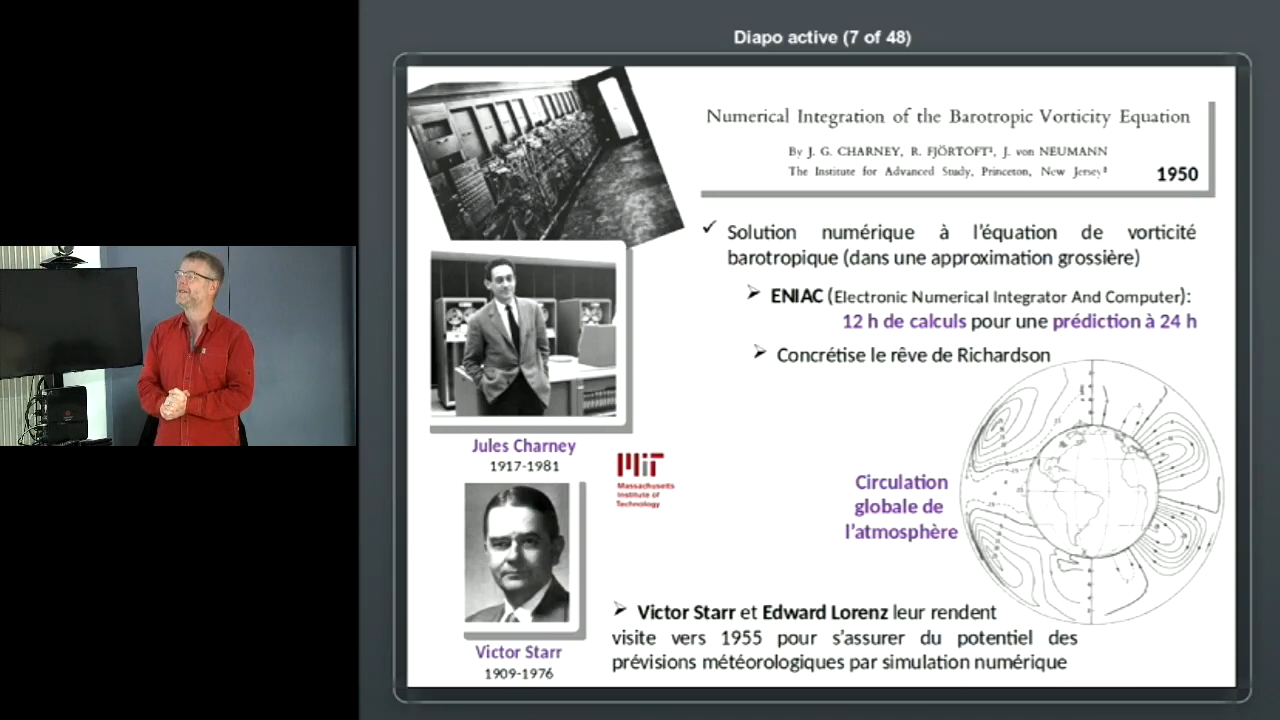 Diapo active (7 of 48)
Numerical Integration of the Barotropic Vorticity Equation
By J. G. CHARNEY, R. FJÖRTOFT¹, J. von NEUMANN
The Institute for Advanced Study, Princeton, New Jersey²
1950
✓ Solution numérique à l'équation de vorticité
barotropique (dans une approximation grossière)
➢ ENIAC (Electronic Numerical Integrator And Computer):
12 h de calculs pour une prédiction à 24 h
➢ Concrétise le rêve de Richardson
Jules Charney
1917-1981
MIT
Massachusetts
Institute of
Technology
Circulation
globale de
l'atmosphère
Victor Starr
1909-1976
➢ Victor Starr et Edward Lorenz leur rendent
visite vers 1955 pour s'assurer du potentiel des
prévisions météorologiques par simulation numérique